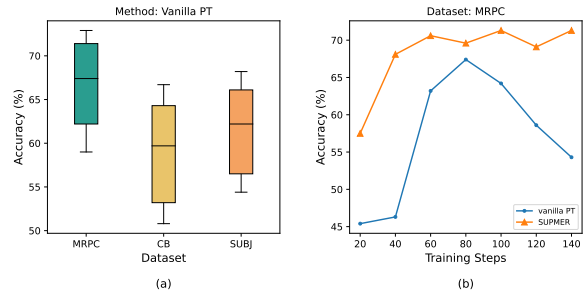 Method: Vanilla PT
Accuracy (%)
70
65
60
55
50
MRPC CB SUBJ
Dataset
(a)
Dataset: MRPC
Accuracy (%)
70
65
60
55
50
45
vanilla PT
SUPMER
20 40 60 80 100 120 140
Training Steps
(b)